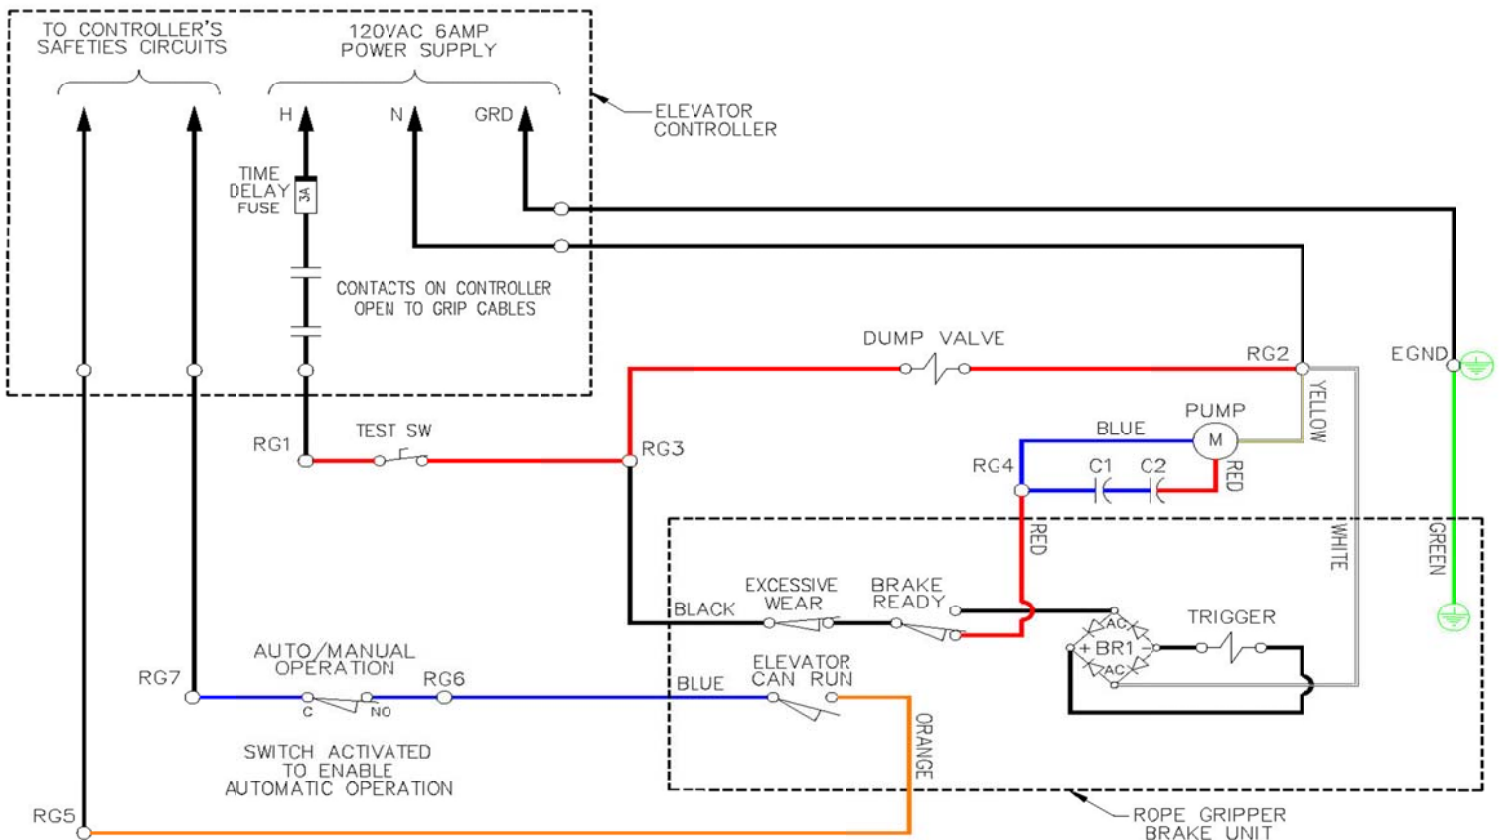 TO CONTROLLER'S
SAFETIES CIRCUITS
120VAC 6AMP
POWER SUPPLY
H
N
GRD
ELEVATOR
CONTROLLER
TIME
DELAY
FUSE
3A
CONTACTS ON CONTROLLER
OPEN TO GRIP CABLES
DUMP VALVE
RG2
EGND
YELLOW
PUMP
M
BLUE
RG1
TEST SW
RG3
RG4
C1
C2
RED
RED
WHITE
GREEN
BLACK
EXCESSIVE
WEAR
BRAKE
READY
AC
+ BR1 -
AC
TRIGGER
AUTO/MANUAL
OPERATION
RG7
C
NO
RG6
BLUE
ELEVATOR
CAN RUN
ORANGE
SWITCH ACTIVATED
TO ENABLE
AUTOMATIC OPERATION
RG5
ROPE GRIPPER
BRAKE UNIT